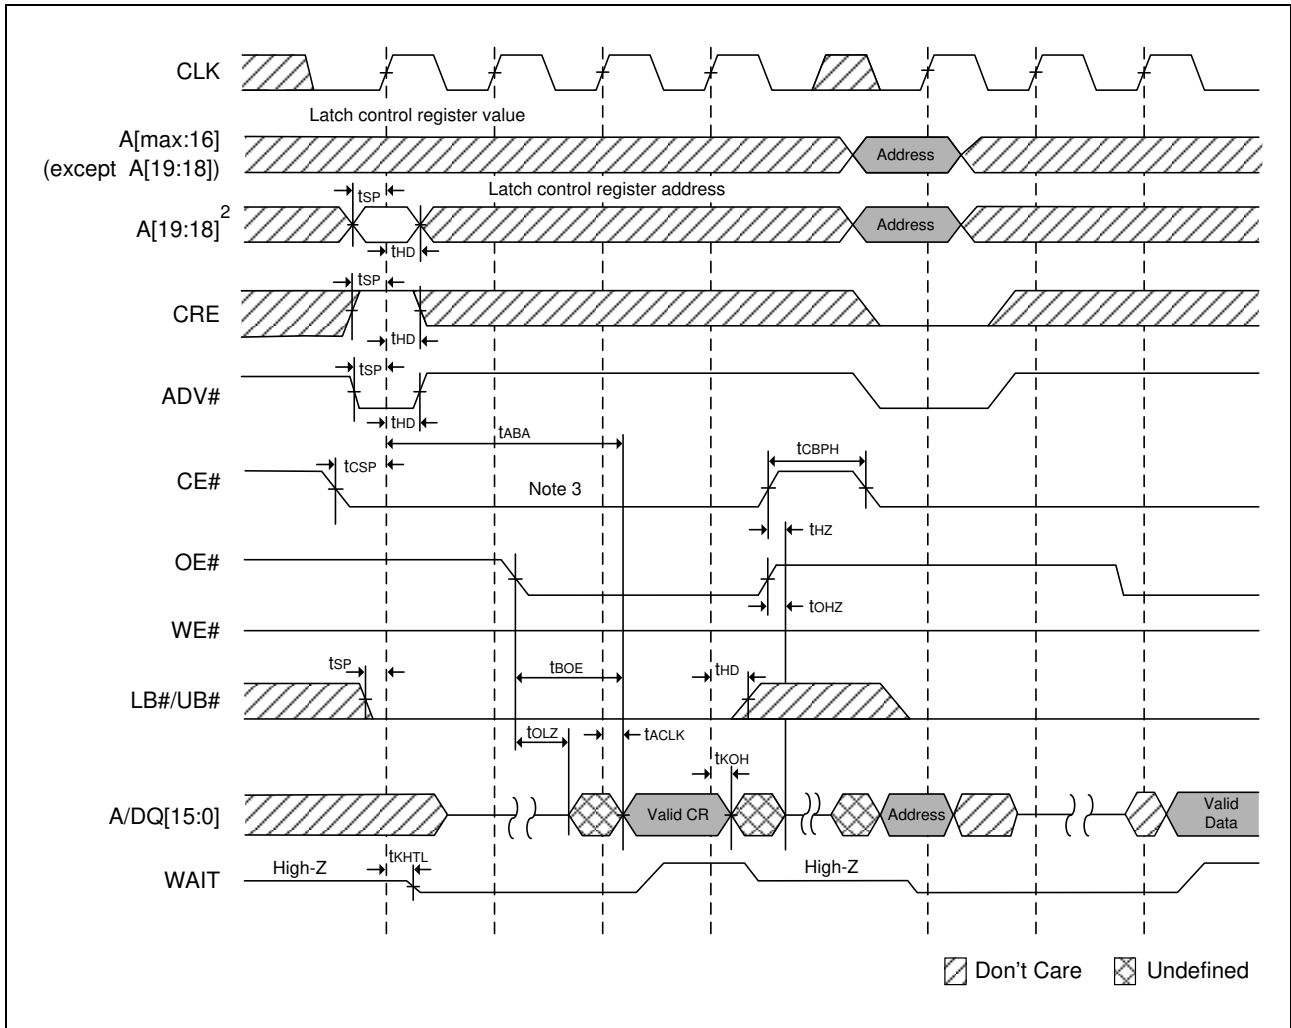 CLK
Latch control register value
A[max:16]
(except A[19:18])
Address
Latch control register address
tSP
A[19:18]2
Address
tHD
tSP
CRE
tHD
tSP
ADV#
tHD
tABA
tCBPH
tCSP
CE#
Note 3
tHZ
OE#
tOHZ
WE#
tSP
tBOE
tHD
LB#/UB#
tOLZ
tACLK
tKOH
A/DQ[15:0]
Valid CR
Address
Valid
Data
tKHTL
WAIT
High-Z
High-Z
Don't Care
Undefined